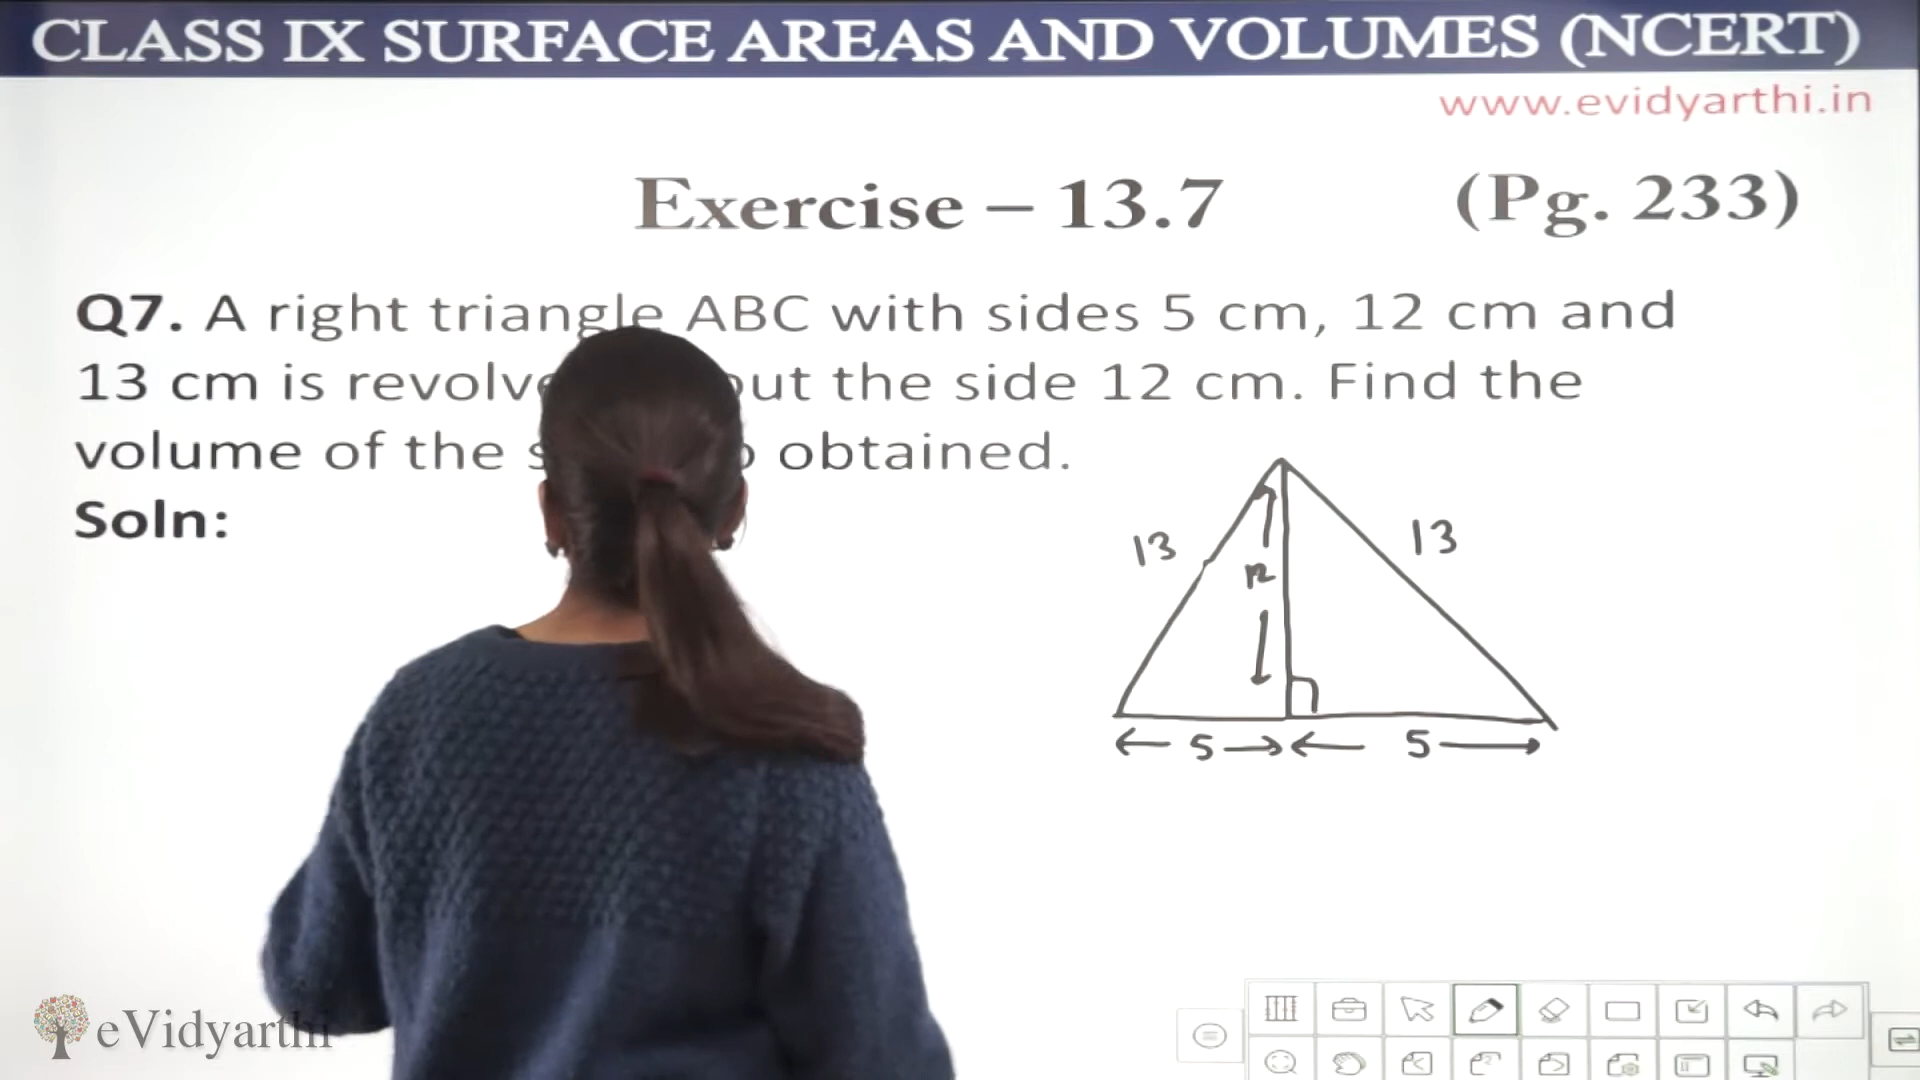 CLASS IX SURFACE AREAS AND VOLUMES (NCERT)
www.evidyarthi.in
Exercise – 13.7 (Pg. 233)
Q7. A right triangle ABC with sides 5 cm, 12 cm and
13 cm is the side 12 cm. Find the
volume of the obtained.
Soln:
13 13
12
5 5
eVidyarthi